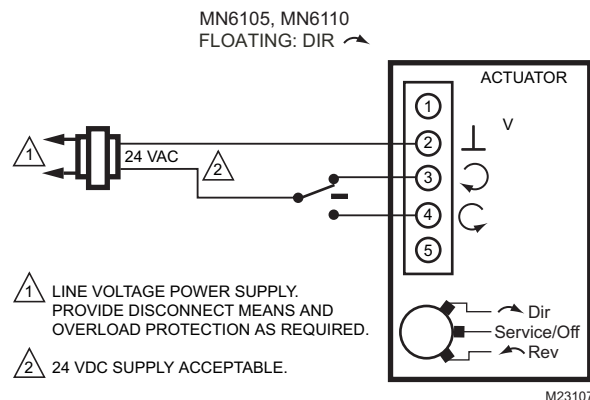 MN6105, MN6110
FLOATING: DIR
ACTUATOR
1
V
1
24 VAC
2
2
3
4
5
1 LINE VOLTAGE POWER SUPPLY.
PROVIDE DISCONNECT MEANS AND
OVERLOAD PROTECTION AS REQUIRED.
2 24 VDC SUPPLY ACCEPTABLE.
Dir
Service/Off
Rev
M23107